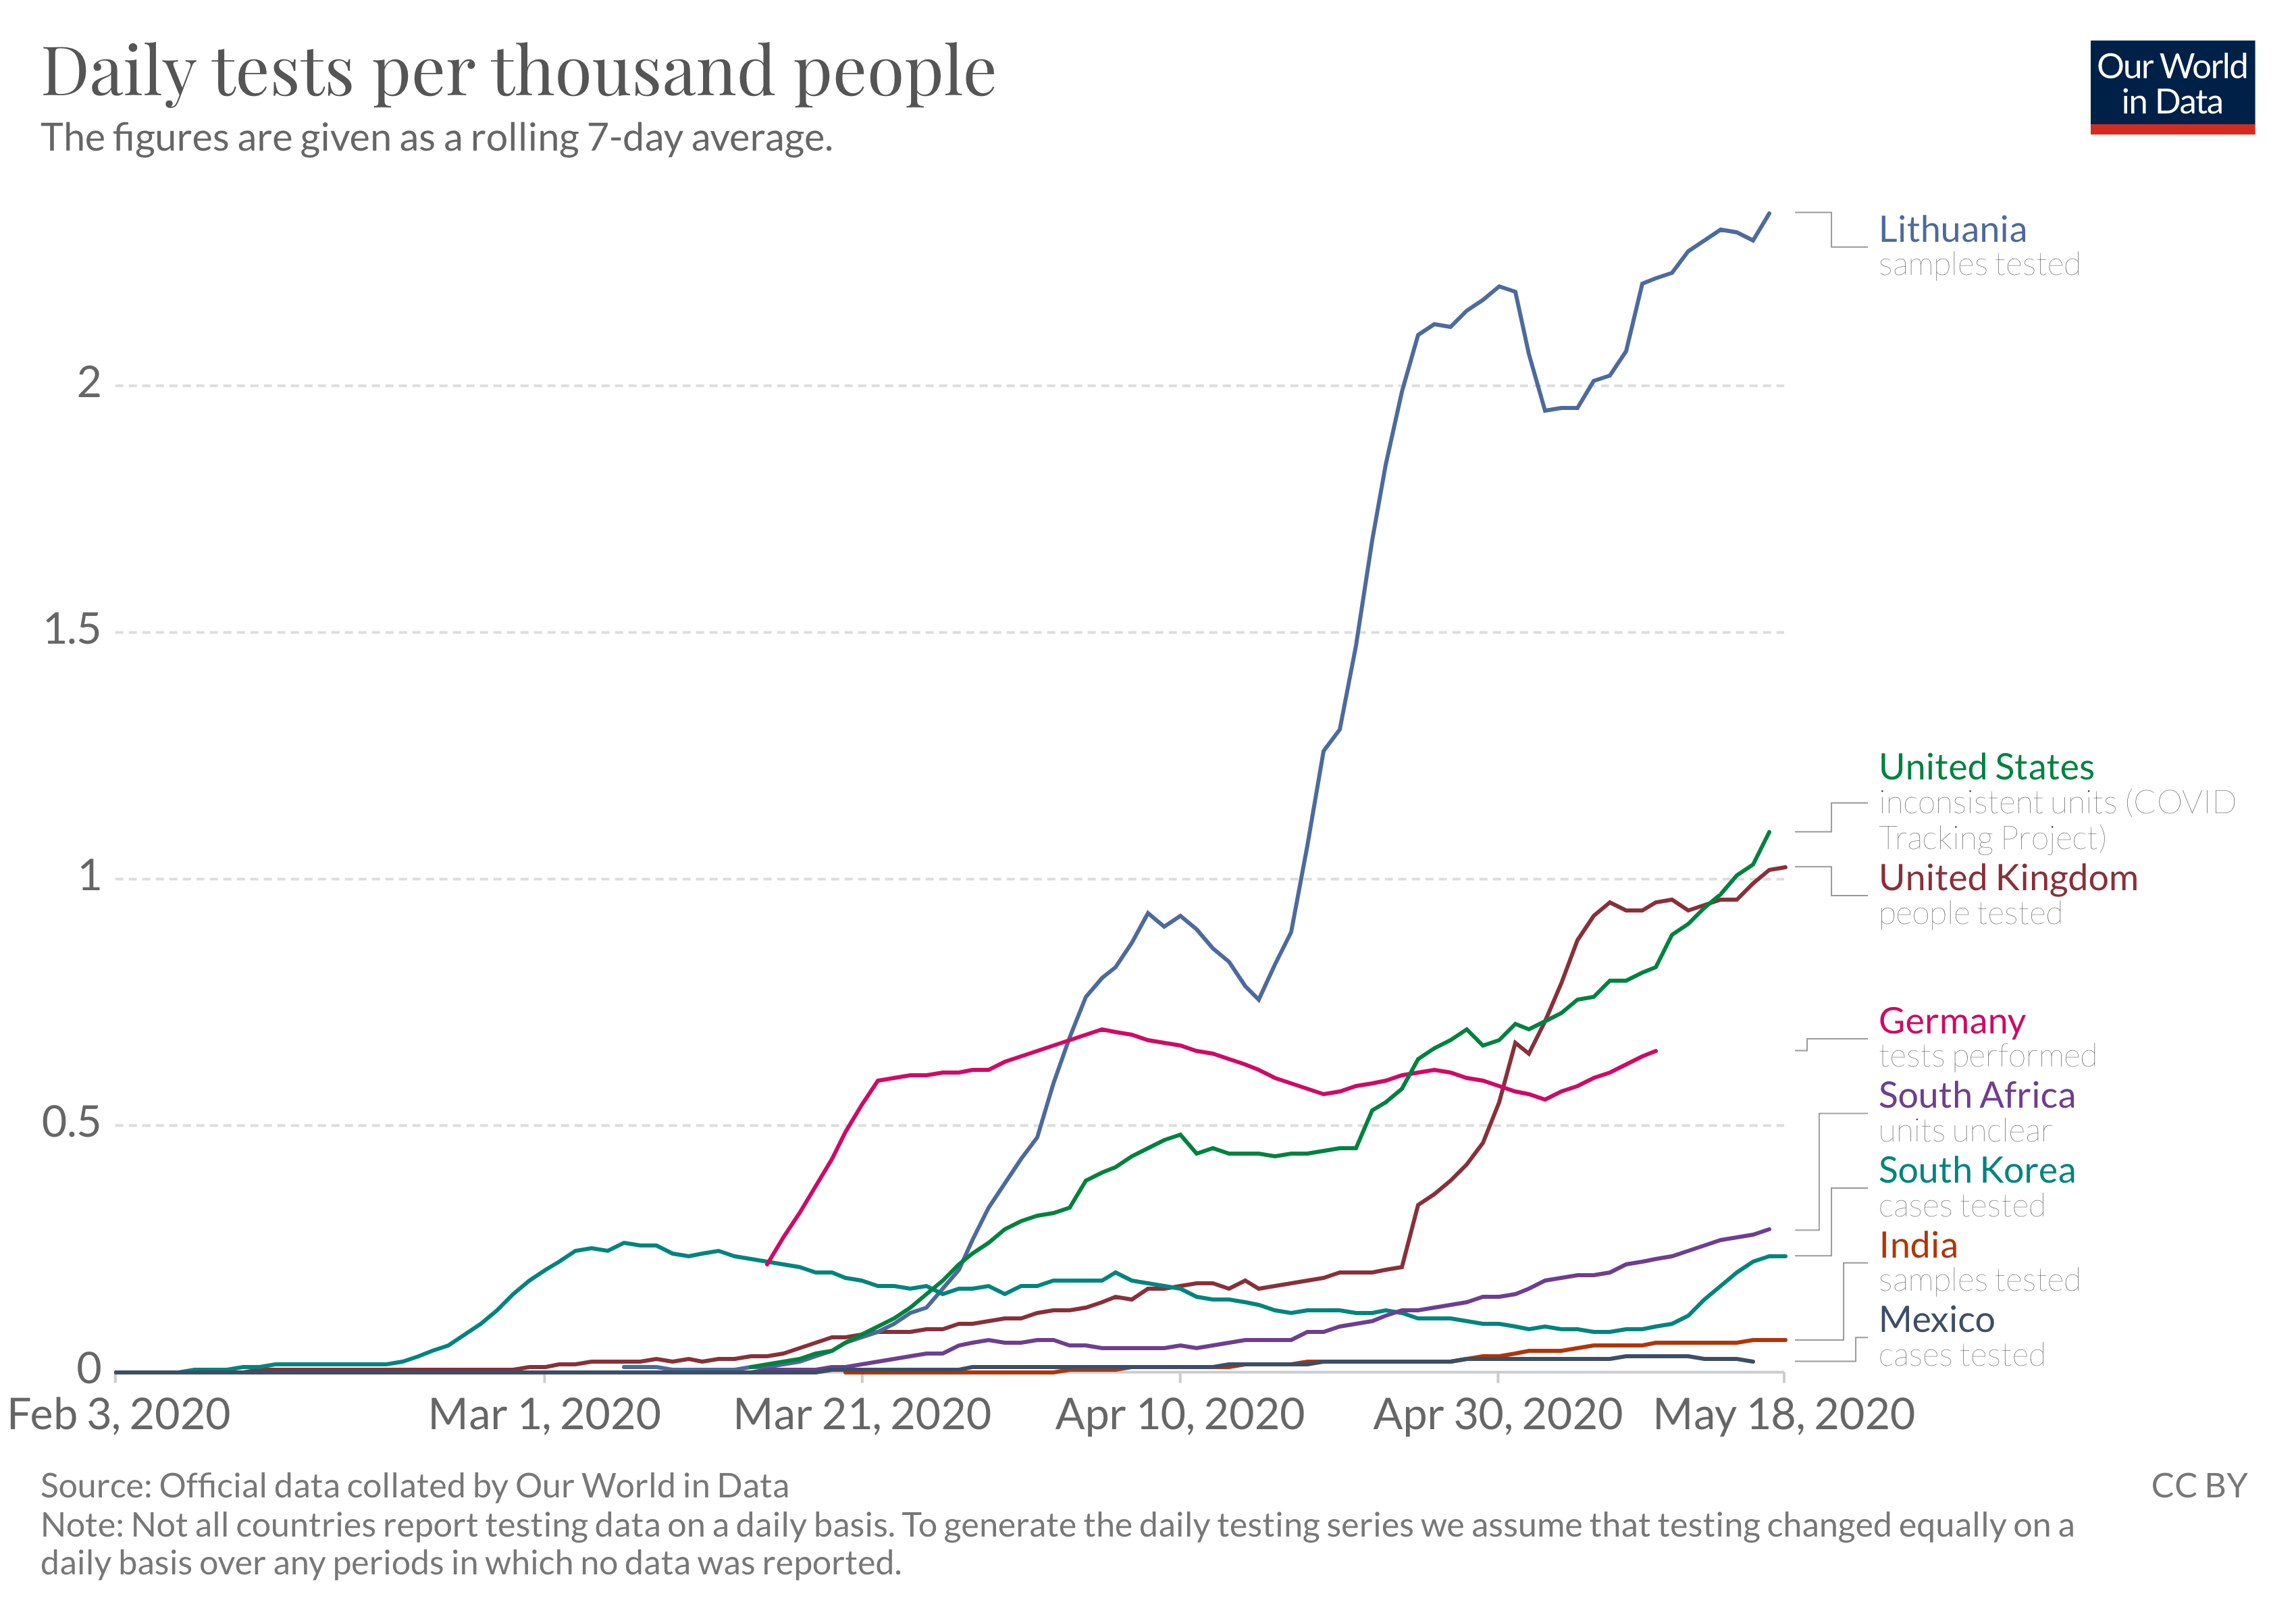 Daily tests per thousand people
The figures are given as a rolling 7-day average.
Our World
in Data
2
1.5
1
0.5
0
Lithuania
samples tested
United States
inconsistent units (COVID
Tracking Project)
United Kingdom
people tested
Germany
tests performed
South Africa
units unclear
South Korea
cases tested
India
samples tested
Mexico
cases tested
Feb 3, 2020
Mar 1, 2020
Mar 21, 2020
Apr 10, 2020
Apr 30, 2020
May 18, 2020
Source: Official data collated by Our World in Data
CC BY
Note: Not all countries report testing data on a daily basis. To generate the daily testing series we assume that testing changed equally on a
daily basis over any periods in which no data was reported.